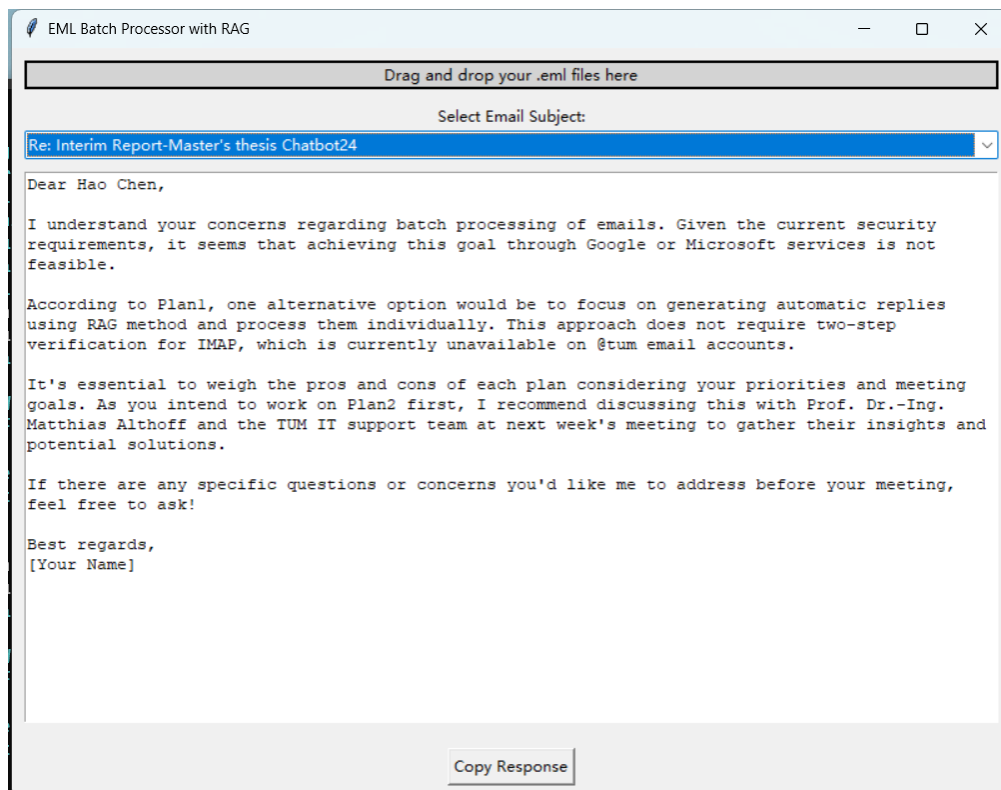 EML Batch Processor with RAG
Drag and drop your .eml files here
Select Email Subject:
Re: Interim Report-Master's thesis Chatbot24
Dear Hao Chen,
I understand your concerns regarding batch processing of emails. Given the current security
requirements, it seems that achieving this goal through Google or Microsoft services is not
feasible.
According to Plan1, one alternative option would be to focus on generating automatic replies
using RAG method and process them individually. This approach does not require two-step
verification for IMAP, which is currently unavailable on @tum email accounts.
It's essential to weigh the pros and cons of each plan considering your priorities and meeting
goals. As you intend to work on Plan2 first, I recommend discussing this with Prof. Dr.-Ing.
Matthias Althoff and the TUM IT support team at next week's meeting to gather their insights and
potential solutions.
If there are any specific questions or concerns you'd like me to address before your meeting,
feel free to ask!
Best regards,
[Your Name]
Copy Response